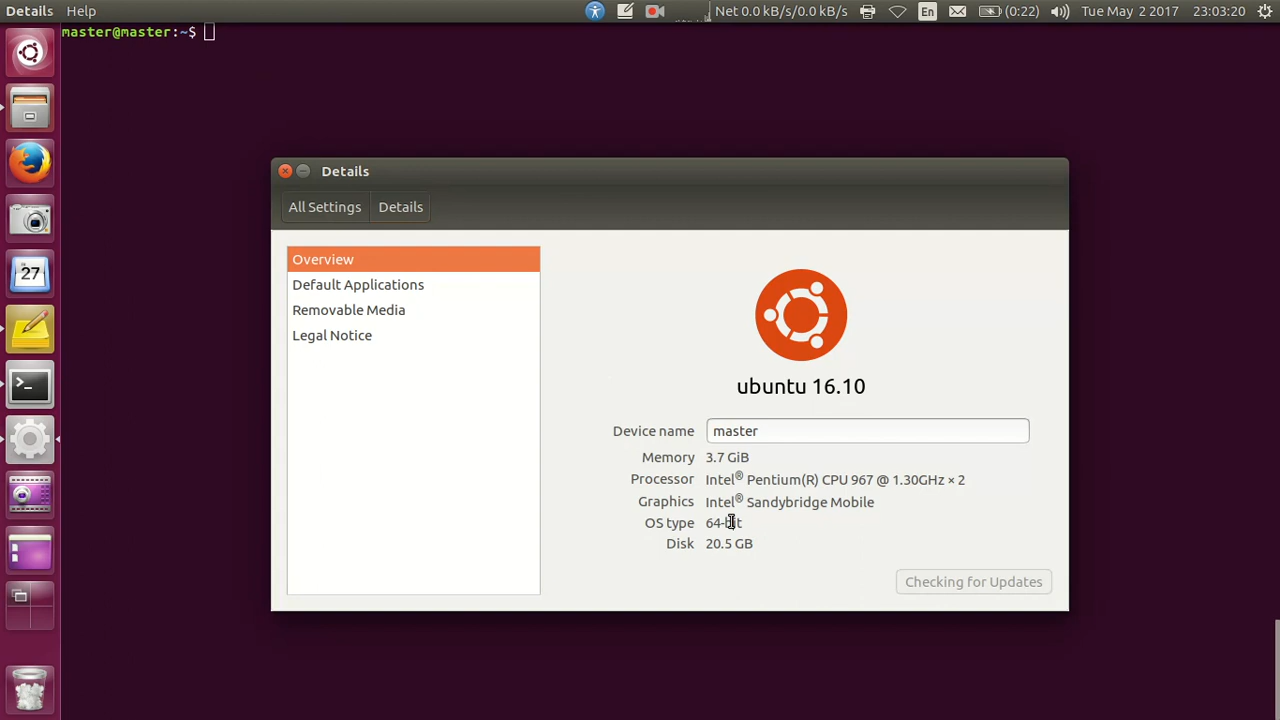 Details Help Net 0.0 kB/s/0.0 kB/s En (0:22) Tue May 2 2017 23:03:20
master@master:~$
Details
All Settings Details
Overview
Default Applications
Removable Media
Legal Notice
27
ubuntu 16.10
Device name master
Memory 3.7 GiB
Processor Intel® Pentium(R) CPU 967 @ 1.30GHz × 2
Graphics Intel® Sandybridge Mobile
OS type 64-bit
Disk 20.5 GB
Checking for Updates